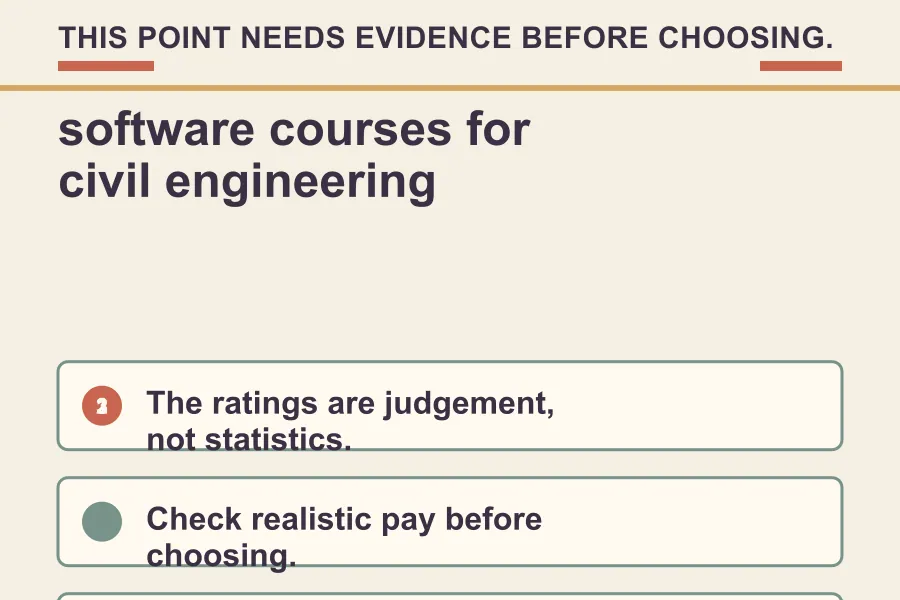 THIS POINT NEEDS EVIDENCE BEFORE CHOOSING.
software courses for
civil engineering
The ratings are judgement,
not statistics.
Check realistic pay before
choosing.